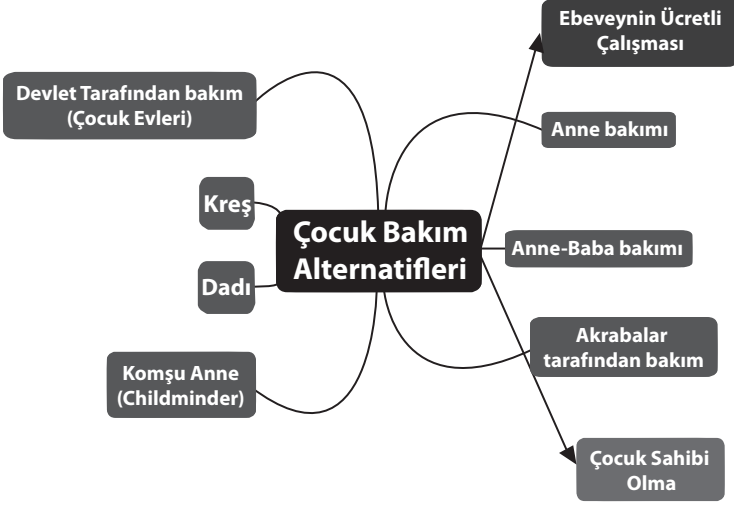 Ebeveynin Ücretli
Çalışması
Devlet Tarafından bakım
(Çocuk Evleri)
Anne bakımı
Kreş
Çocuk Bakım
Alternatifleri
Anne-Baba bakımı
Dadı
Akrabalar
tarafından bakım
Komşu Anne
(Childminder)
Çocuk Sahibi
Olma